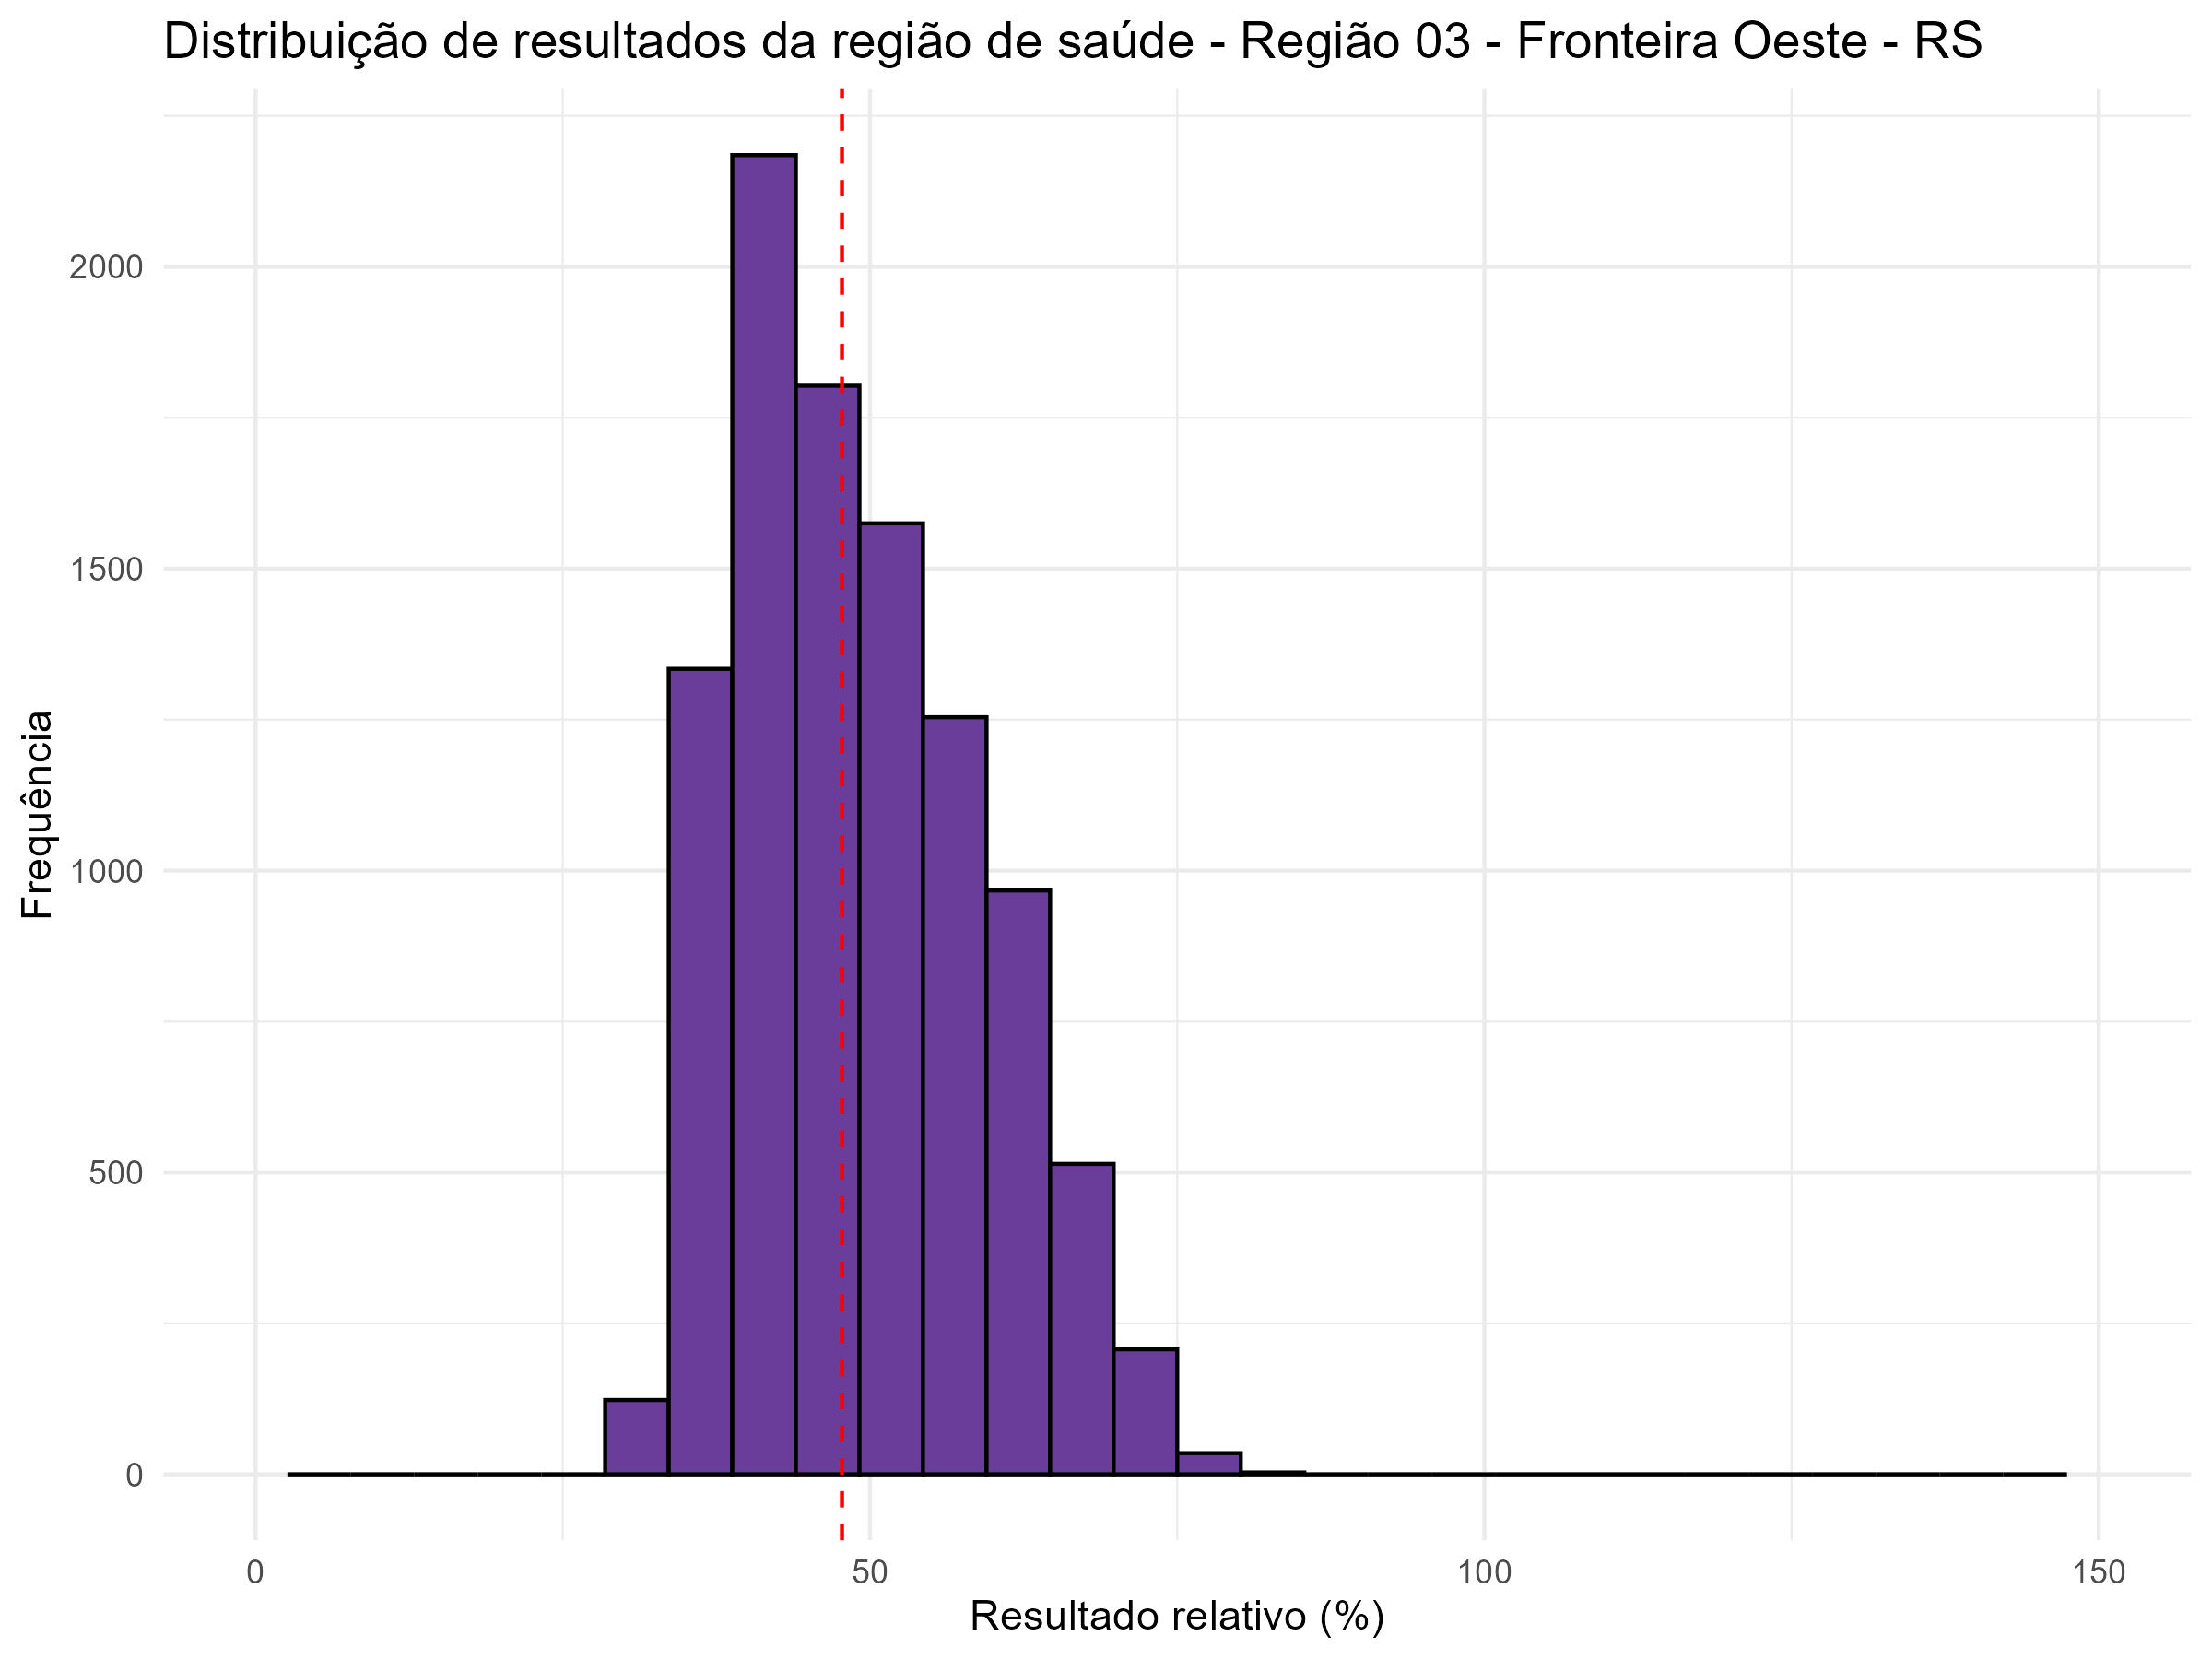 Distribuição de resultados da região de saúde - Região 03 - Fronteira Oeste - RS
Frequência
2000
1500
1000
500
0
0 50 100 150
Resultado relativo (%)